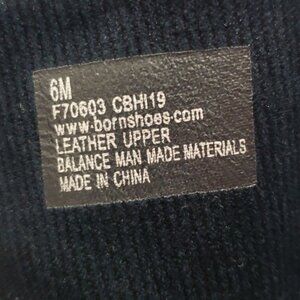 6M
F70603 CBHI19
www.bornshoes.com
LEATHER UPPER
BALANCE MAN MADE MATERIALS
MADE IN CHINA